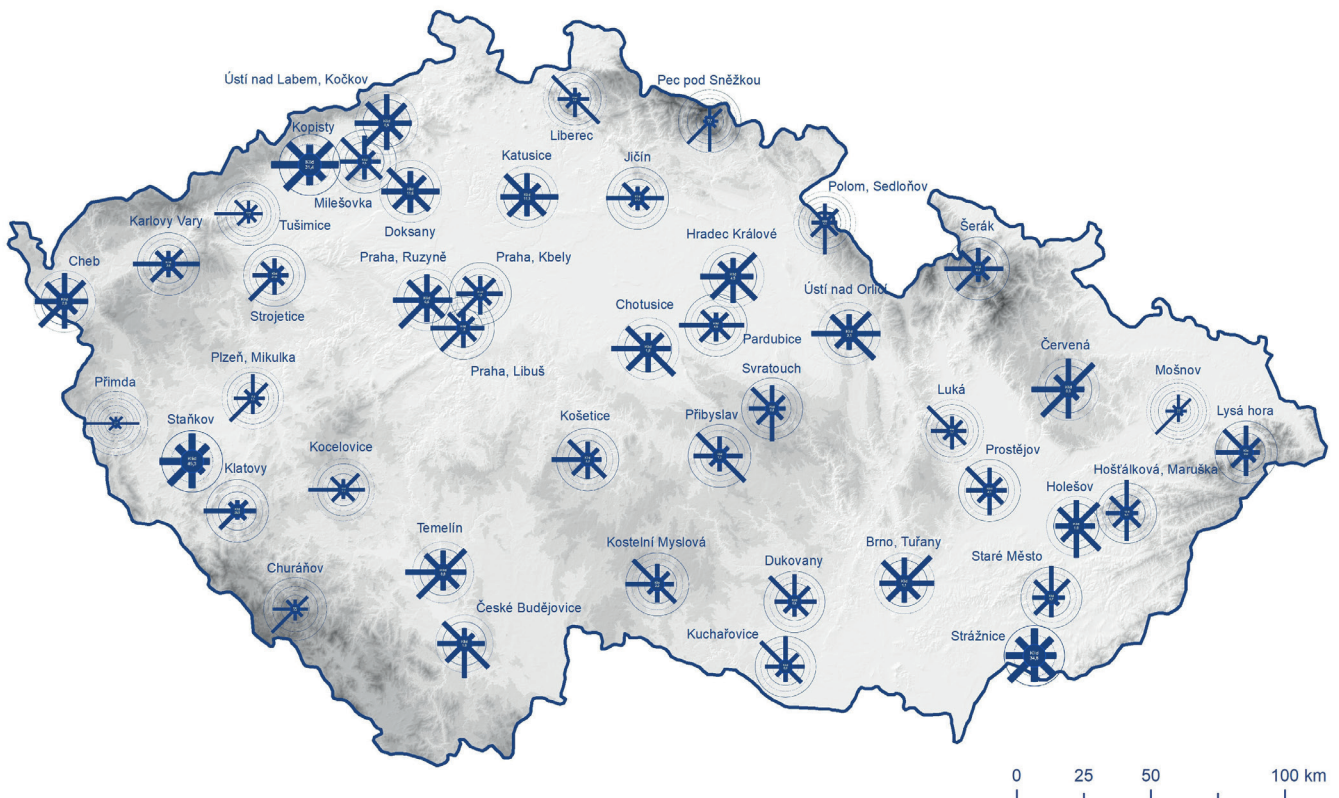 Ústí nad Labem, Kočkov
Pec pod Sněžkou
Kopisty
Liberec
Katusice
Jičín
Milešovka
Polom, Sedloňov
Karlovy Vary
Tušimice
Doksany
Šerák
Hradec Králové
Cheb
Praha, Ruzyně
Praha, Kbely
Ústí nad Orlicí
Strojetice
Chotusice
Pardubice
Červená
Plzeň, Mikulka
Praha, Libuš
Svratouch
Mošnov
Přimda
Luká
Lysá hora
Staňkov
Košetice
Přibyslav
Kocelovice
Prostějov
Hošťálková, Maruška
Klatovy
Holešov
Temelín
Kostelní Myslová
Dukovany
Brno, Tuřany
Staré Město
Churáňov
České Budějovice
Kuchařovice
Strážnice
0 25 50 100 km